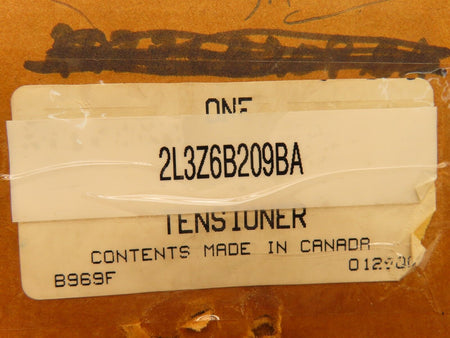 ONE
2L3Z6B209BA
TENSIONER
CONTENTS MADE IN CANADA
B969F